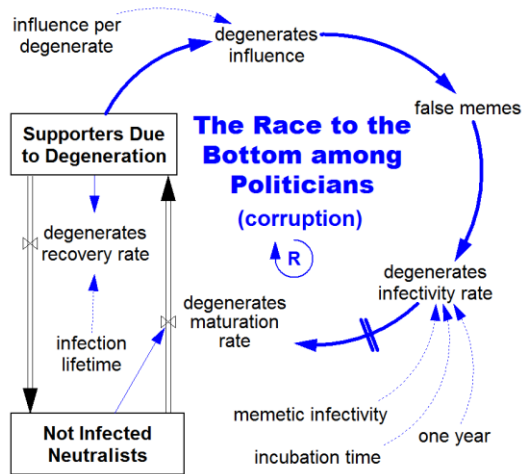 influence per
degenerate
degenerates
influence
false memes
Supporters Due
to Degeneration
The Race to the
Bottom among
Politicians
(corruption)
R
degenerates
recovery rate
degenerates
infectivity rate
degenerates
maturation
rate
infection
lifetime
memetic infectivity
one year
incubation time
Not Infected
Neutralists